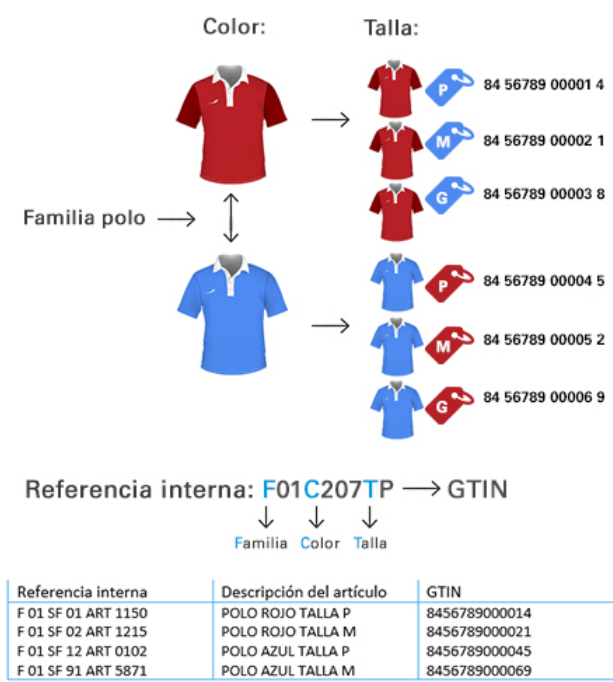 Color: Talla:
P 84 56789 00001 4
M 84 56789 00002 1
G 84 56789 00003 8
Familia polo
P 84 56789 00004 5
M 84 56789 00005 2
G 84 56789 00006 9
Referencia interna: F01C207TP → GTIN
Familia Color Talla
Referencia interna Descripción del artículo GTIN
F 01 SF 01 ART 1150 POLO ROJO TALLA P 8456789000014
F 01 SF 02 ART 1215 POLO ROJO TALLA M 8456789000021
F 01 SF 12 ART 0102 POLO AZUL TALLA P 8456789000045
F 01 SF 91 ART 5871 POLO AZUL TALLA M 8456789000069